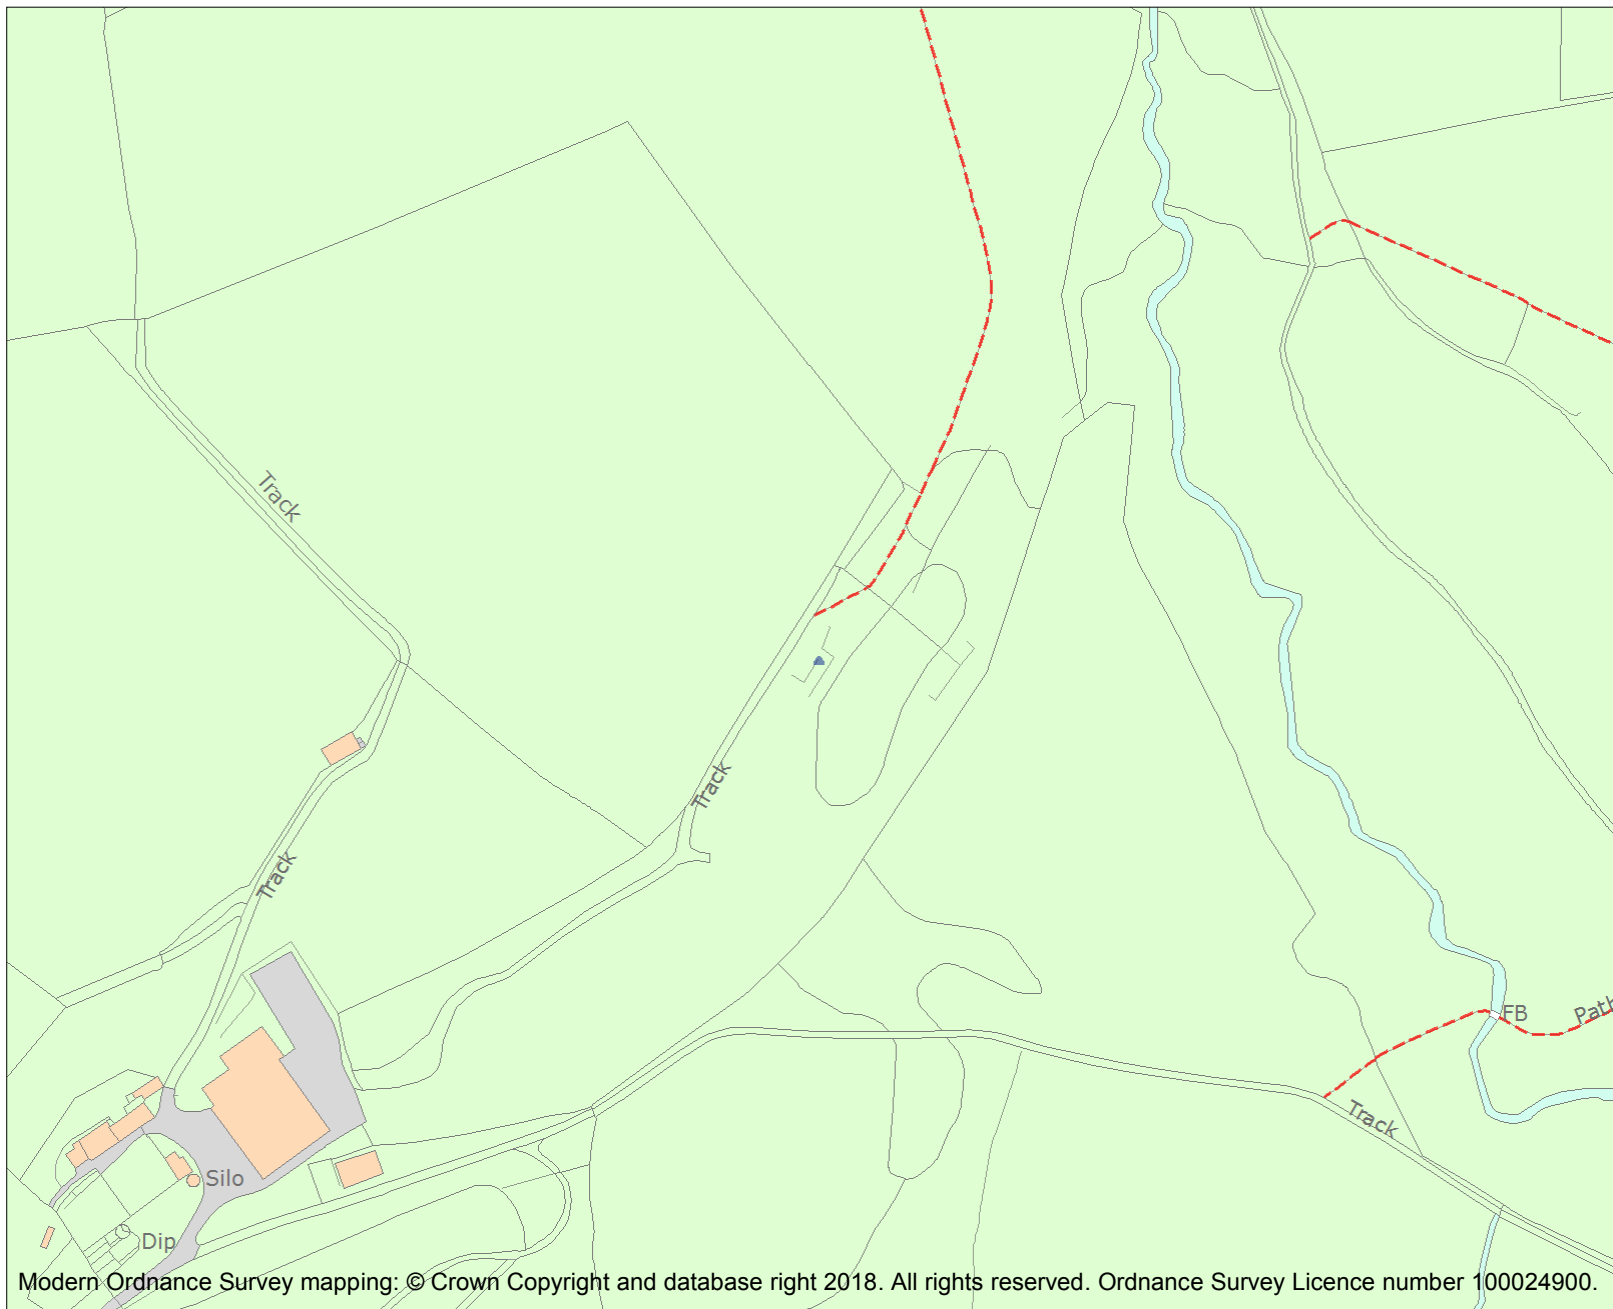 Track
Track
Track
FB
Path
Track
Silo
Dip
Modern Ordnance Survey mapping: © Crown Copyright and database right 2018. All rights reserved. Ordnance Survey Licence number 100024900.